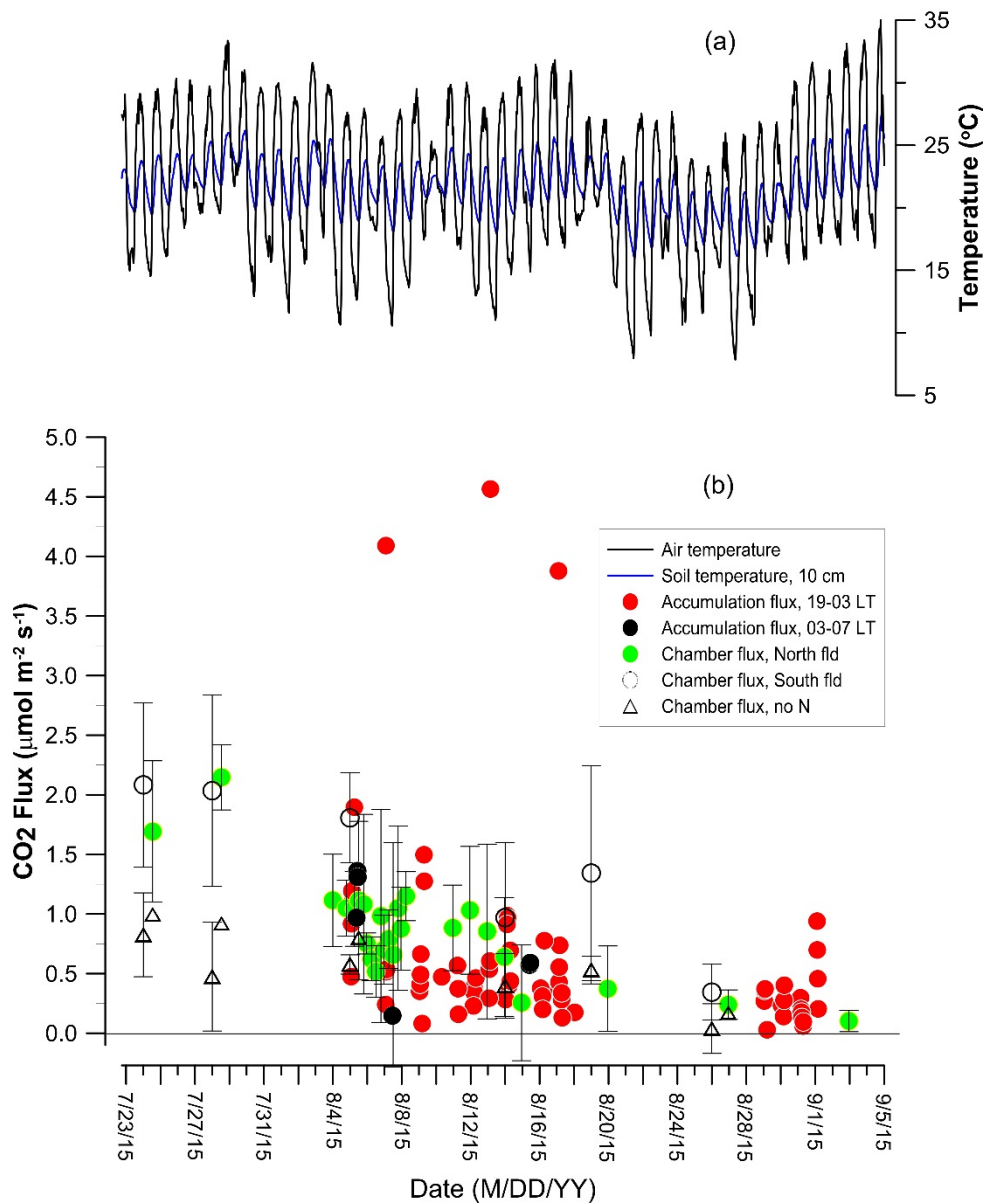 (a)
35
25
15
5
Temperature (°C)
(b)
5.0
4.5
4.0
3.5
3.0
2.5
2.0
1.5
1.0
0.5
0.0
CO2 Flux (μmol m⁻² s⁻¹)
Air temperature
Soil temperature, 10 cm
Accumulation flux, 19-03 LT
Accumulation flux, 03-07 LT
Chamber flux, North fld
Chamber flux, South fld
Chamber flux, no N
7/23/15
7/27/15
7/31/15
8/4/15
8/8/15
8/12/15
8/16/15
8/20/15
8/24/15
8/28/15
9/1/15
9/5/15
Date (M/DD/YY)